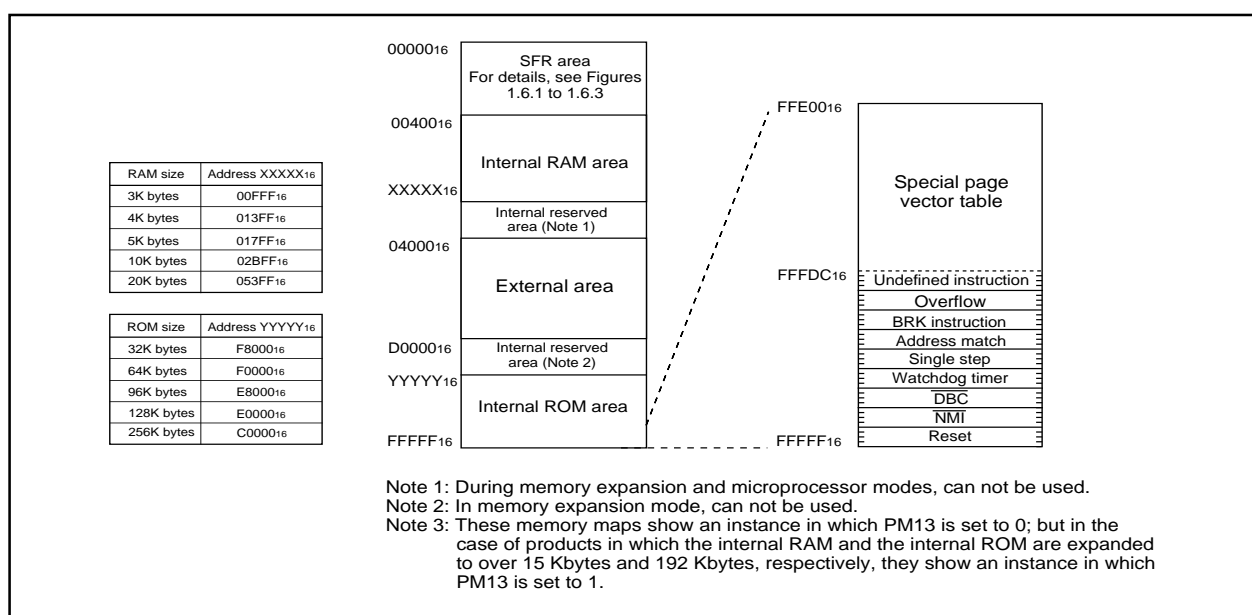 RAM size Address XXXXX16
3K bytes 00FFF16
4K bytes 013FF16
5K bytes 017FF16
10K bytes 02BFF16
20K bytes 053FF16
ROM size Address YYYYY16
32K bytes F800016
64K bytes F000016
96K bytes E800016
128K bytes E000016
256K bytes C000016
0000016
SFR area
For details, see Figures
1.6.1 to 1.6.3
0040016
Internal RAM area
XXXXX16
Internal reserved
area (Note 1)
0400016
External area
D000016
Internal reserved
area (Note 2)
YYYYY16
Internal ROM area
FFFFF16
FFE0016
Special page
vector table
FFFDC16
Undefined instruction
Overflow
BRK instruction
Address match
Single step
Watchdog timer
DBC
NMI
Reset
FFFFF16
Note 1: During memory expansion and microprocessor modes, can not be used.
Note 2: In memory expansion mode, can not be used.
Note 3: These memory maps show an instance in which PM13 is set to 0; but in the
case of products in which the internal RAM and the internal ROM are expanded
to over 15 Kbytes and 192 Kbytes, respectively, they show an instance in which
PM13 is set to 1.